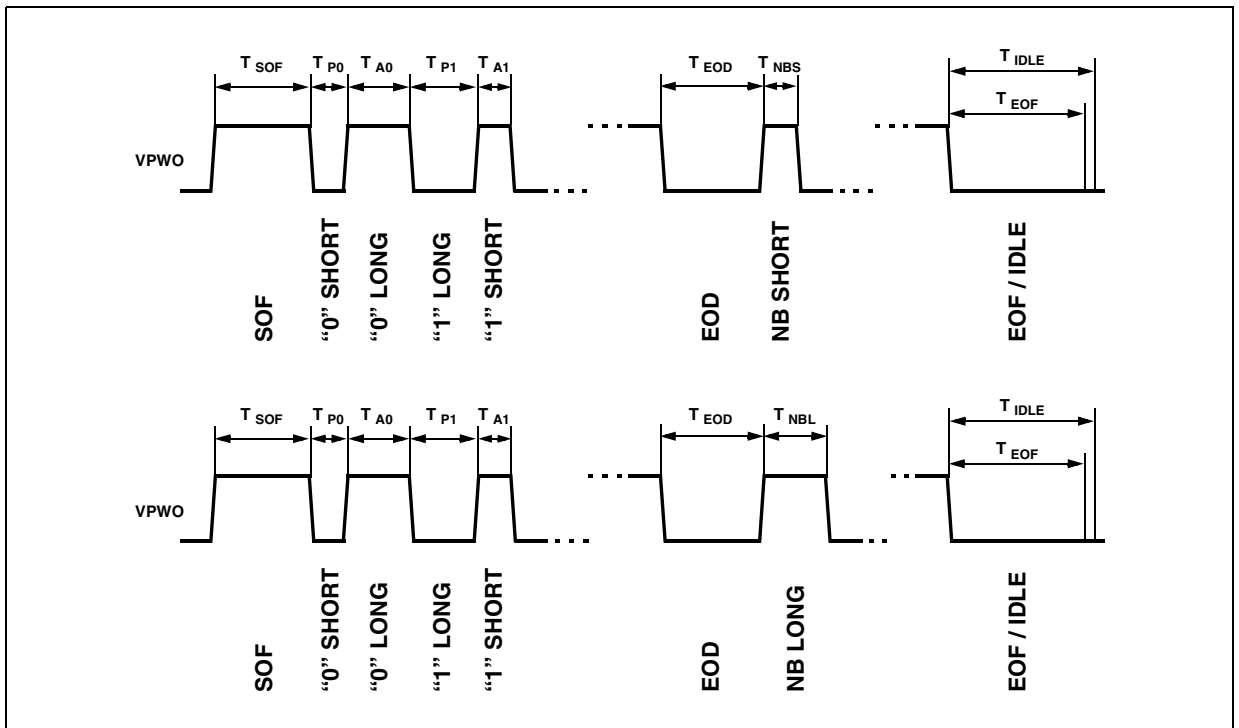 T SOF T P0 T A0 T P1 T A1 T EOD T NBS T IDLE
T EOF
VPWO
SOF
“0” SHORT
“0” LONG
“1” LONG
“1” SHORT
EOD
NB SHORT
EOF / IDLE
T SOF T P0 T A0 T P1 T A1 T EOD T NBL T IDLE
T EOF
VPWO
SOF
“0” SHORT
“0” LONG
“1” LONG
“1” SHORT
EOD
NB LONG
EOF / IDLE